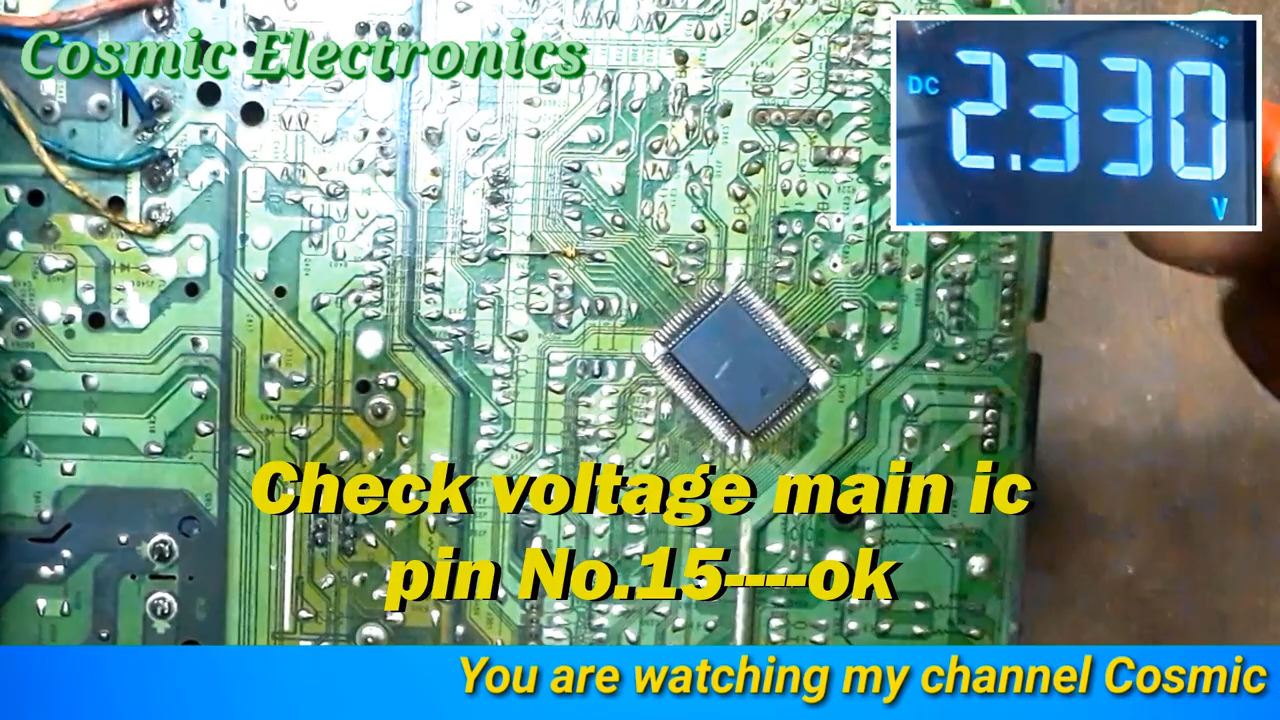 Cosmic Electronics
DC
2.330
V
Check voltage main ic
pin No.15----ok
You are watching my channel Cosmic